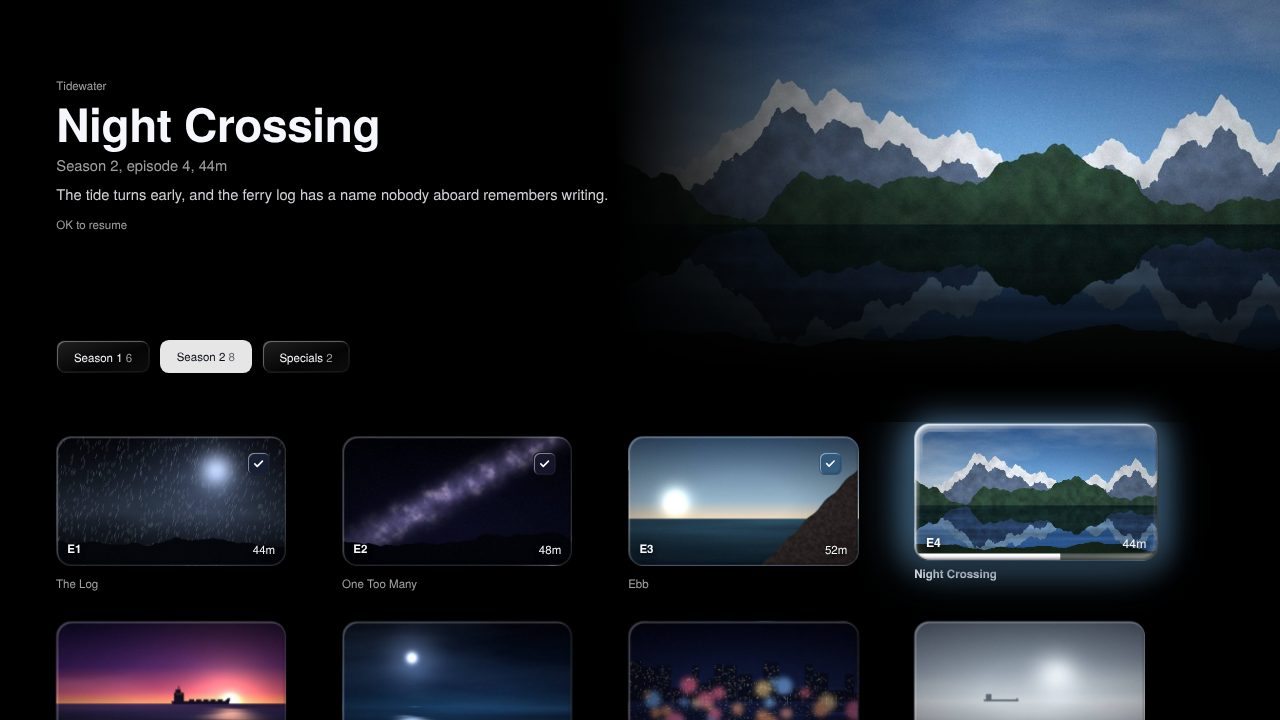 Tidewater
Night Crossing
Season 2, episode 4, 44m
The tide turns early, and the ferry log has a name nobody aboard remembers writing.
OK to resume
Season 1 6
Season 2 8
Specials 2
E1 44m
E2 48m
E3 52m
E4 44m
The Log
One Too Many
Ebb
Night Crossing